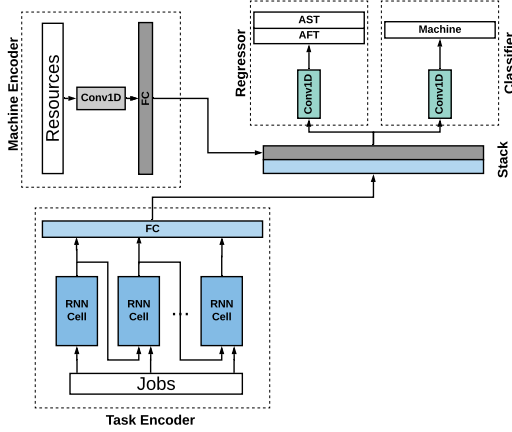 Machine Encoder
Resources
Conv1D
FC
Regressor
AST
AFT
Conv1D
Machine
Conv1D
Classifier
Stack
FC
RNN
Cell
RNN
Cell
...
RNN
Cell
Jobs
Task Encoder